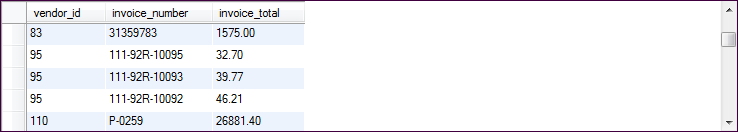 vendor_id invoice_number invoice_total
83 31359783 1575.00
95 111-92R-10095 32.70
95 111-92R-10093 39.77
95 111-92R-10092 46.21
110 P-0259 26881.40